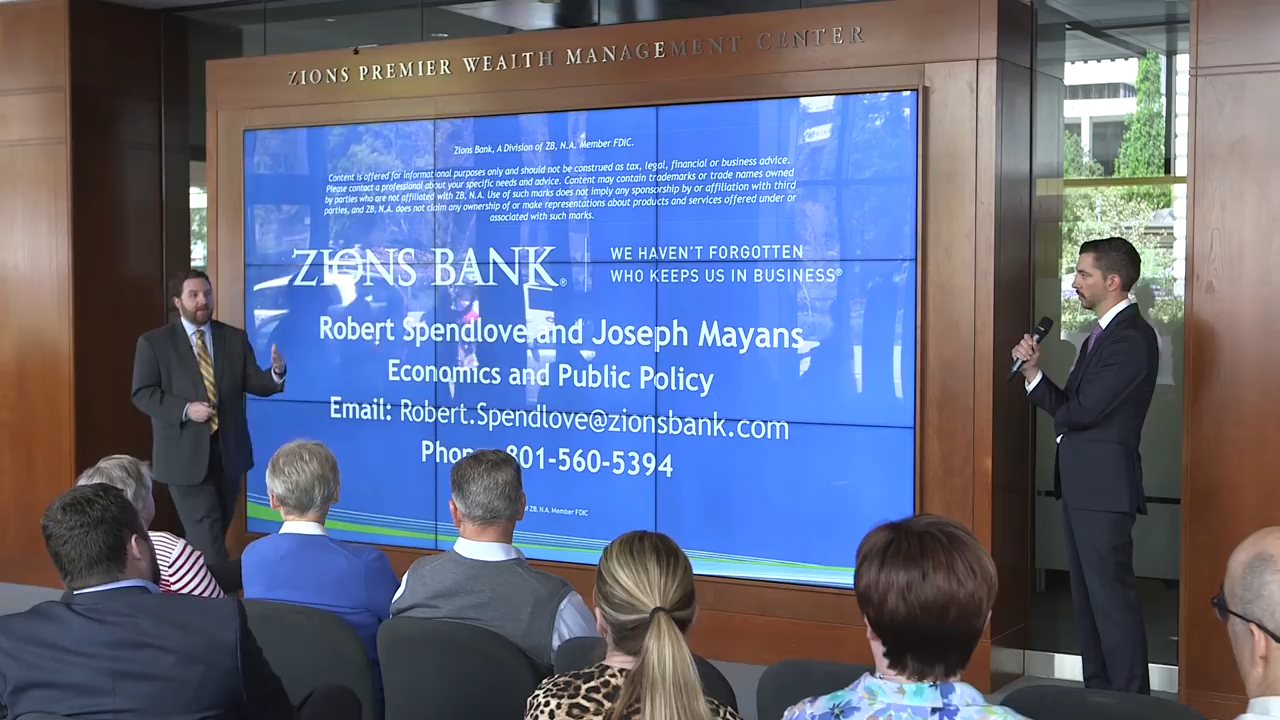 ZIONS PREMIER WEALTH MANAGEMENT CENTER
Zions Bank, A Division of ZB, N.A. Member FDIC.
Content is offered for informational purposes only and should not be construed as tax, legal, financial or business advice.
Please contact a professional about your specific needs and advice. Content may contain trademarks or trade names owned
by parties who are not affiliated with ZB, N.A. Use of such marks does not imply any sponsorship by or affiliation with third
parties, and ZB, N.A. does not claim any ownership of or make representations about products and services offered under or
associated with such marks.
ZIONS BANK®
WE HAVEN'T FORGOTTEN
WHO KEEPS US IN BUSINESS®
Robert Spendlove and Joseph Mayans
Economics and Public Policy
Email: Robert.Spendlove@zionsbank.com
Phon 801-560-5394
of ZB, N.A. Member FDIC